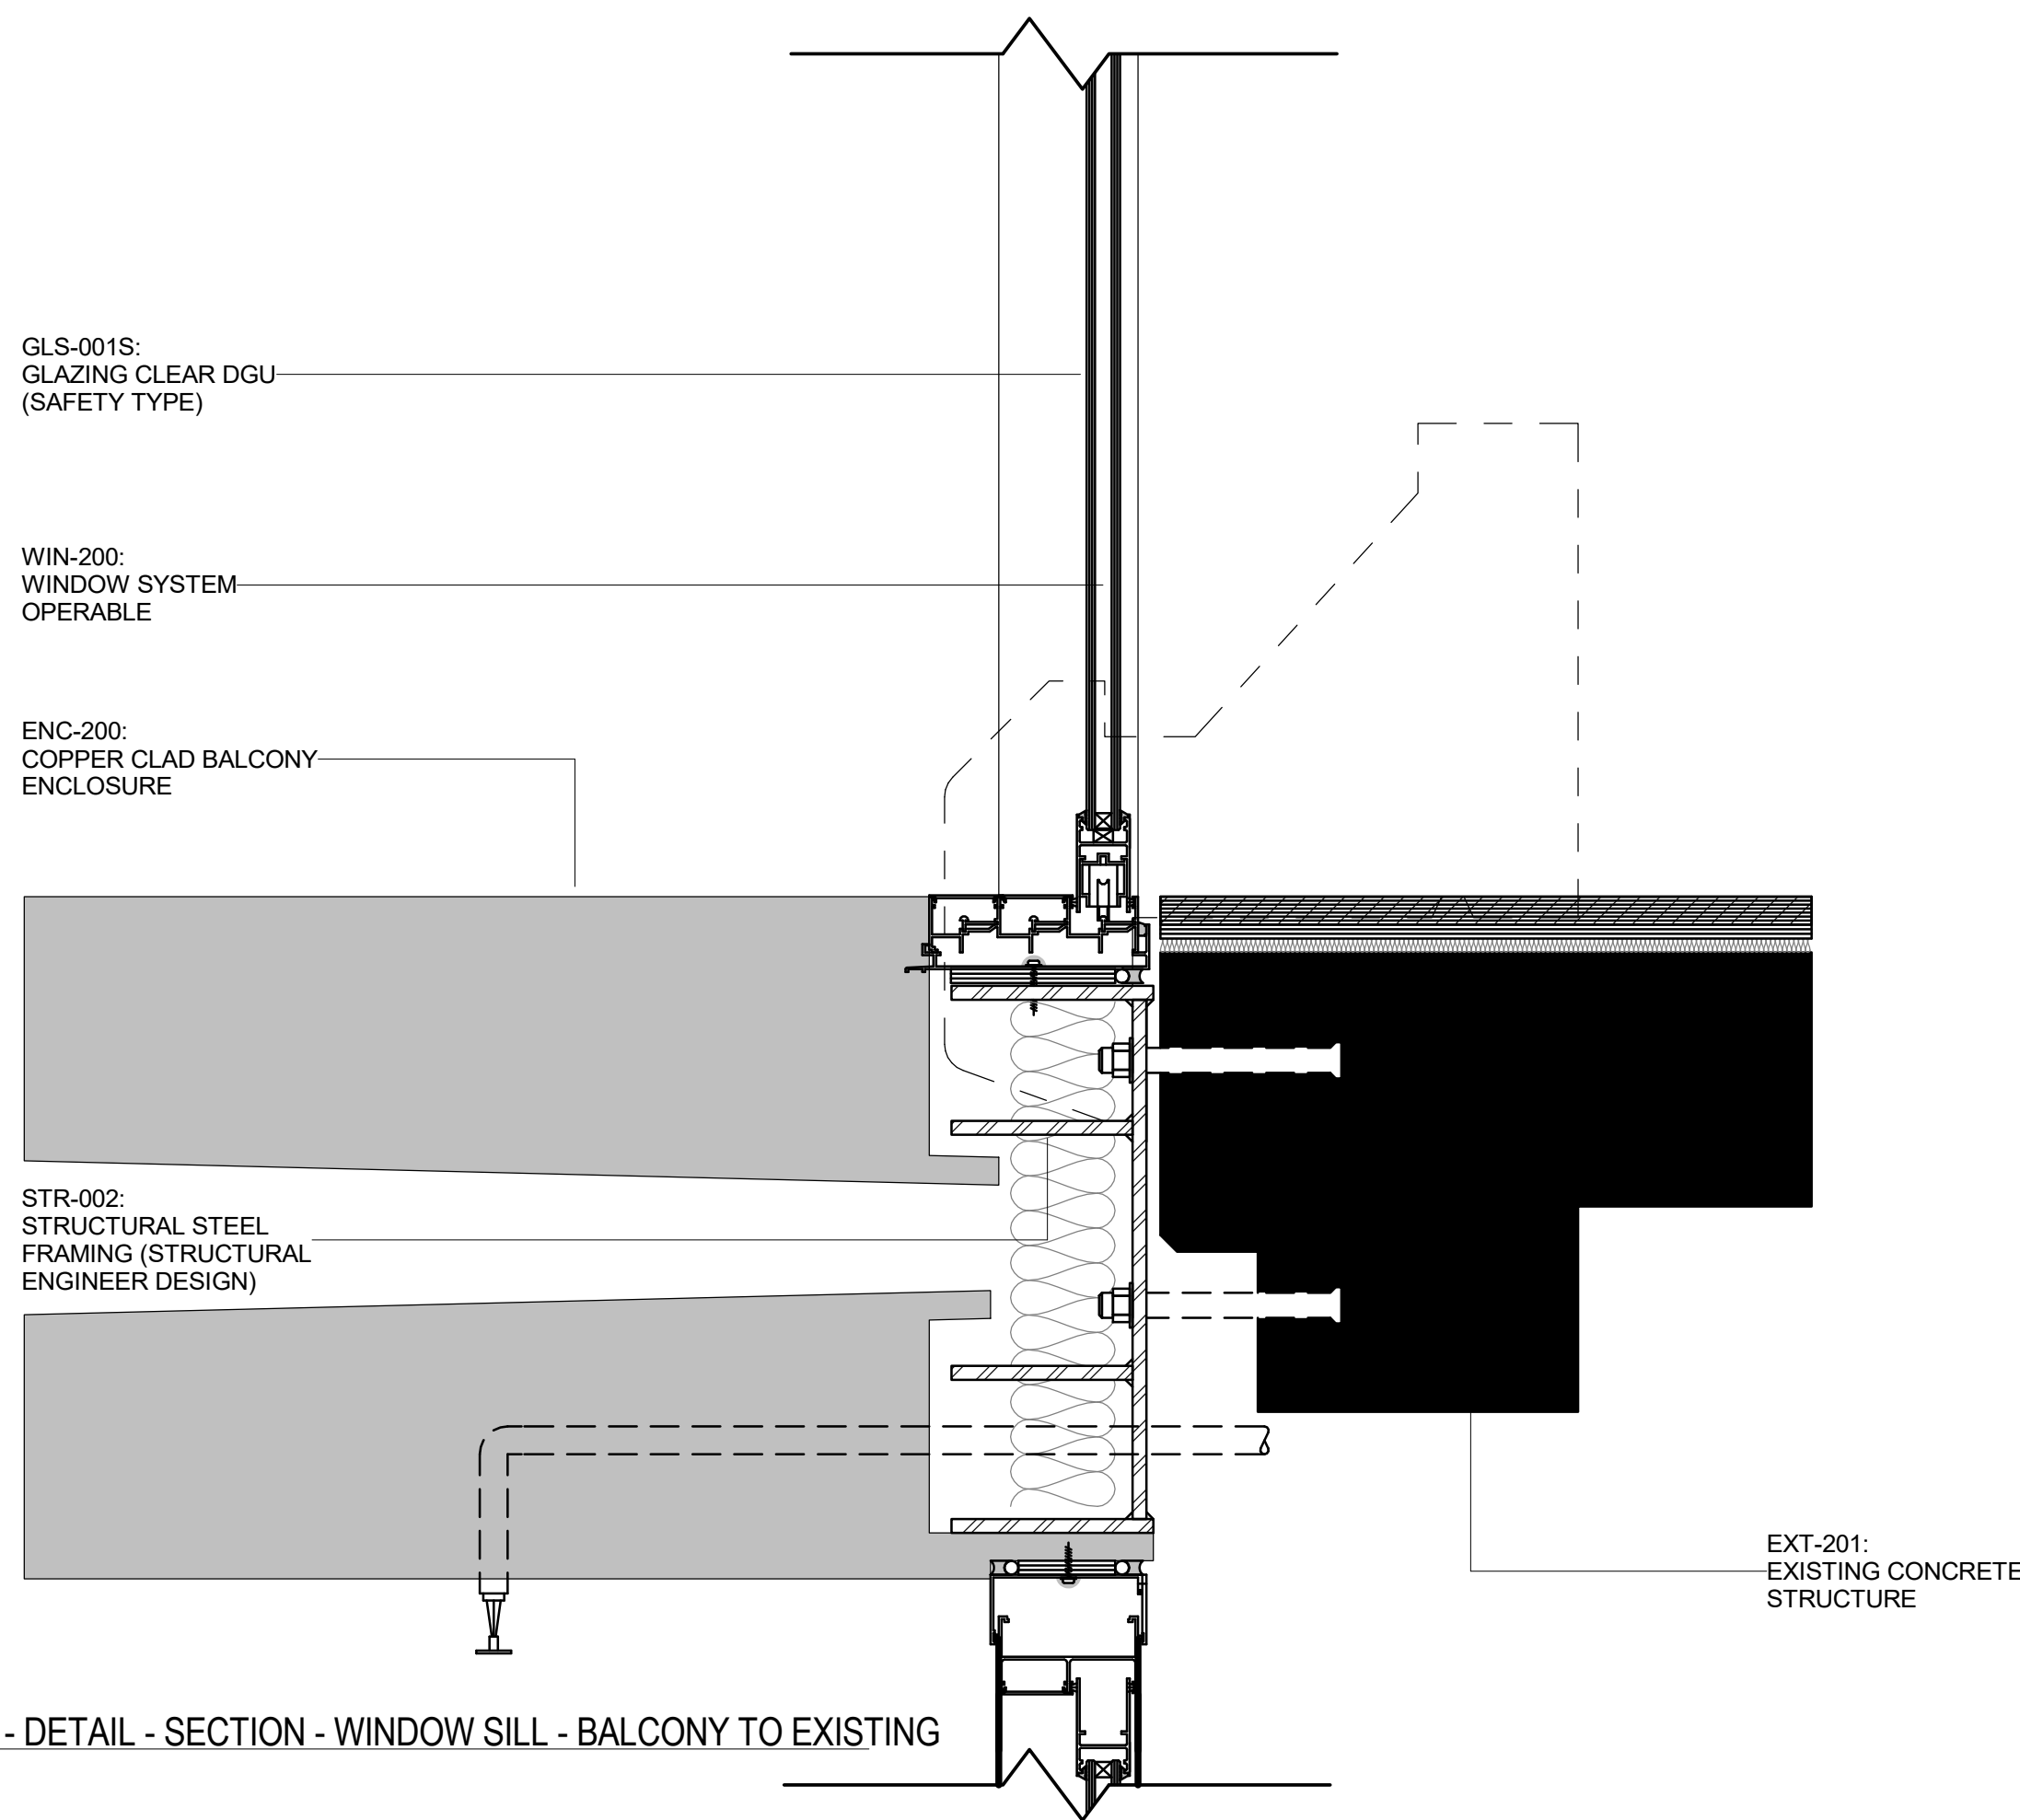 GLS-001S:
GLAZING CLEAR DGU
(SAFETY TYPE)
WIN-200:
WINDOW SYSTEM
OPERABLE
ENC-200:
COPPER CLAD BALCONY
ENCLOSURE
STR-002:
STRUCTURAL STEEL
FRAMING (STRUCTURAL
ENGINEER DESIGN)
EXT-201:
EXISTING CONCRETE
STRUCTURE
- DETAIL - SECTION - WINDOW SILL - BALCONY TO EXISTING